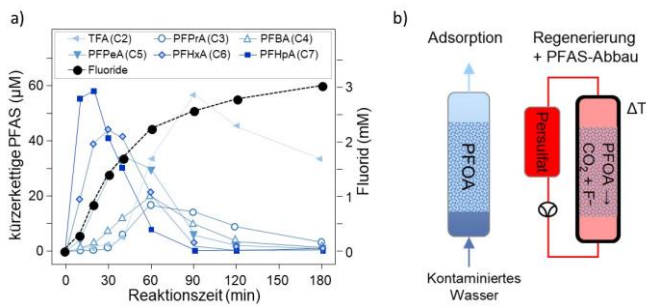 a)
TFA (C2)
PFPrA (C3)
PFBA (C4)
PFPeA (C5)
PFHxA (C6)
PFHpA (C7)
Fluoride
kürzerkettige PFAS (µM)
60
40
20
0
Fluorid (mM)
3
2
1
0
0 30 60 90 120 150 180
Reaktionszeit (min)
b)
Adsorption
PFOA
Kontaminiertes
Wasser
Regenerierung
+ PFAS-Abbau
ΔT
Persulfat
PFOA →
CO₂ + F⁻